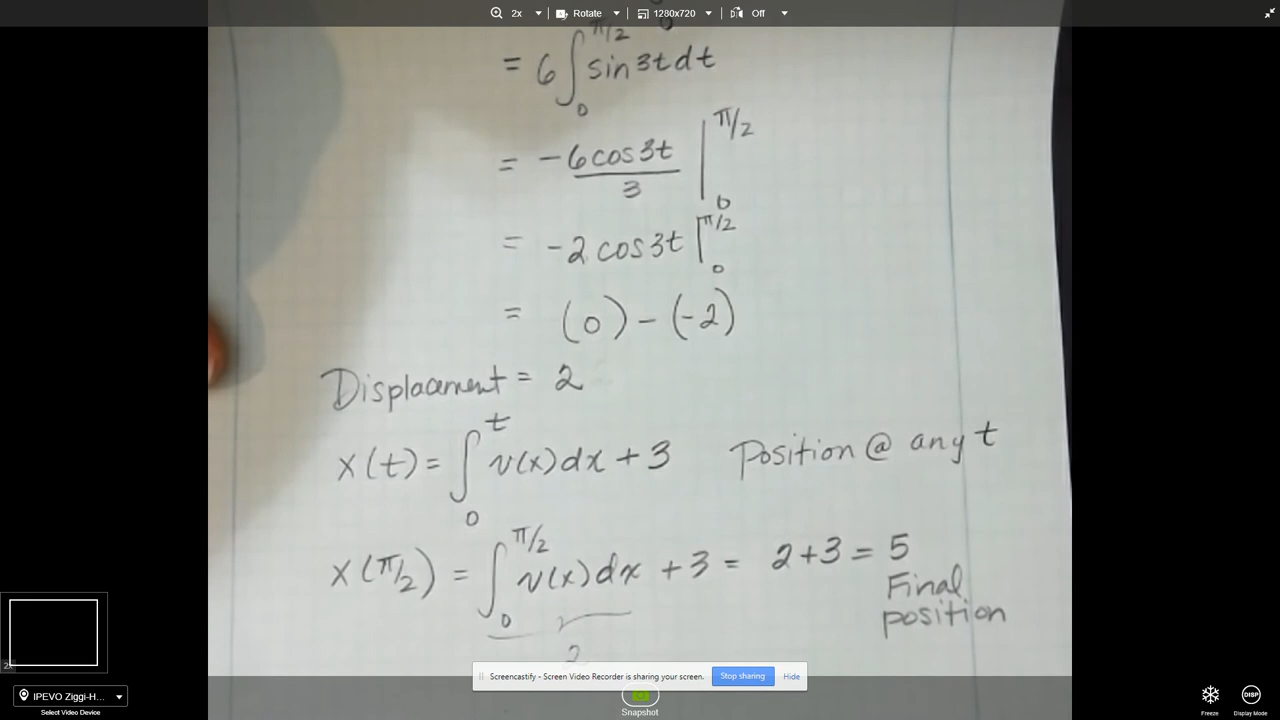 2x Rotate 1280x720 Off
= 6∫₀^π/2 sin 3t dt
= -6cos3t/3 |₀^π/2
= -2 cos3t |₀^π/2
= (0) - (-2)
Displacement = 2
x(t) = ∫₀^t v(x)dx + 3 Position @ any t
x(π/2) = ∫₀^π/2 v(x)dx + 3 = 2+3 = 5
Final
position
2
2x
Screencastify - Screen Video Recorder is sharing your screen. Stop sharing Hide
IPEVO Ziggi-H...
Select Video Device
Snapshot
Freeze
DISP
Display Mode